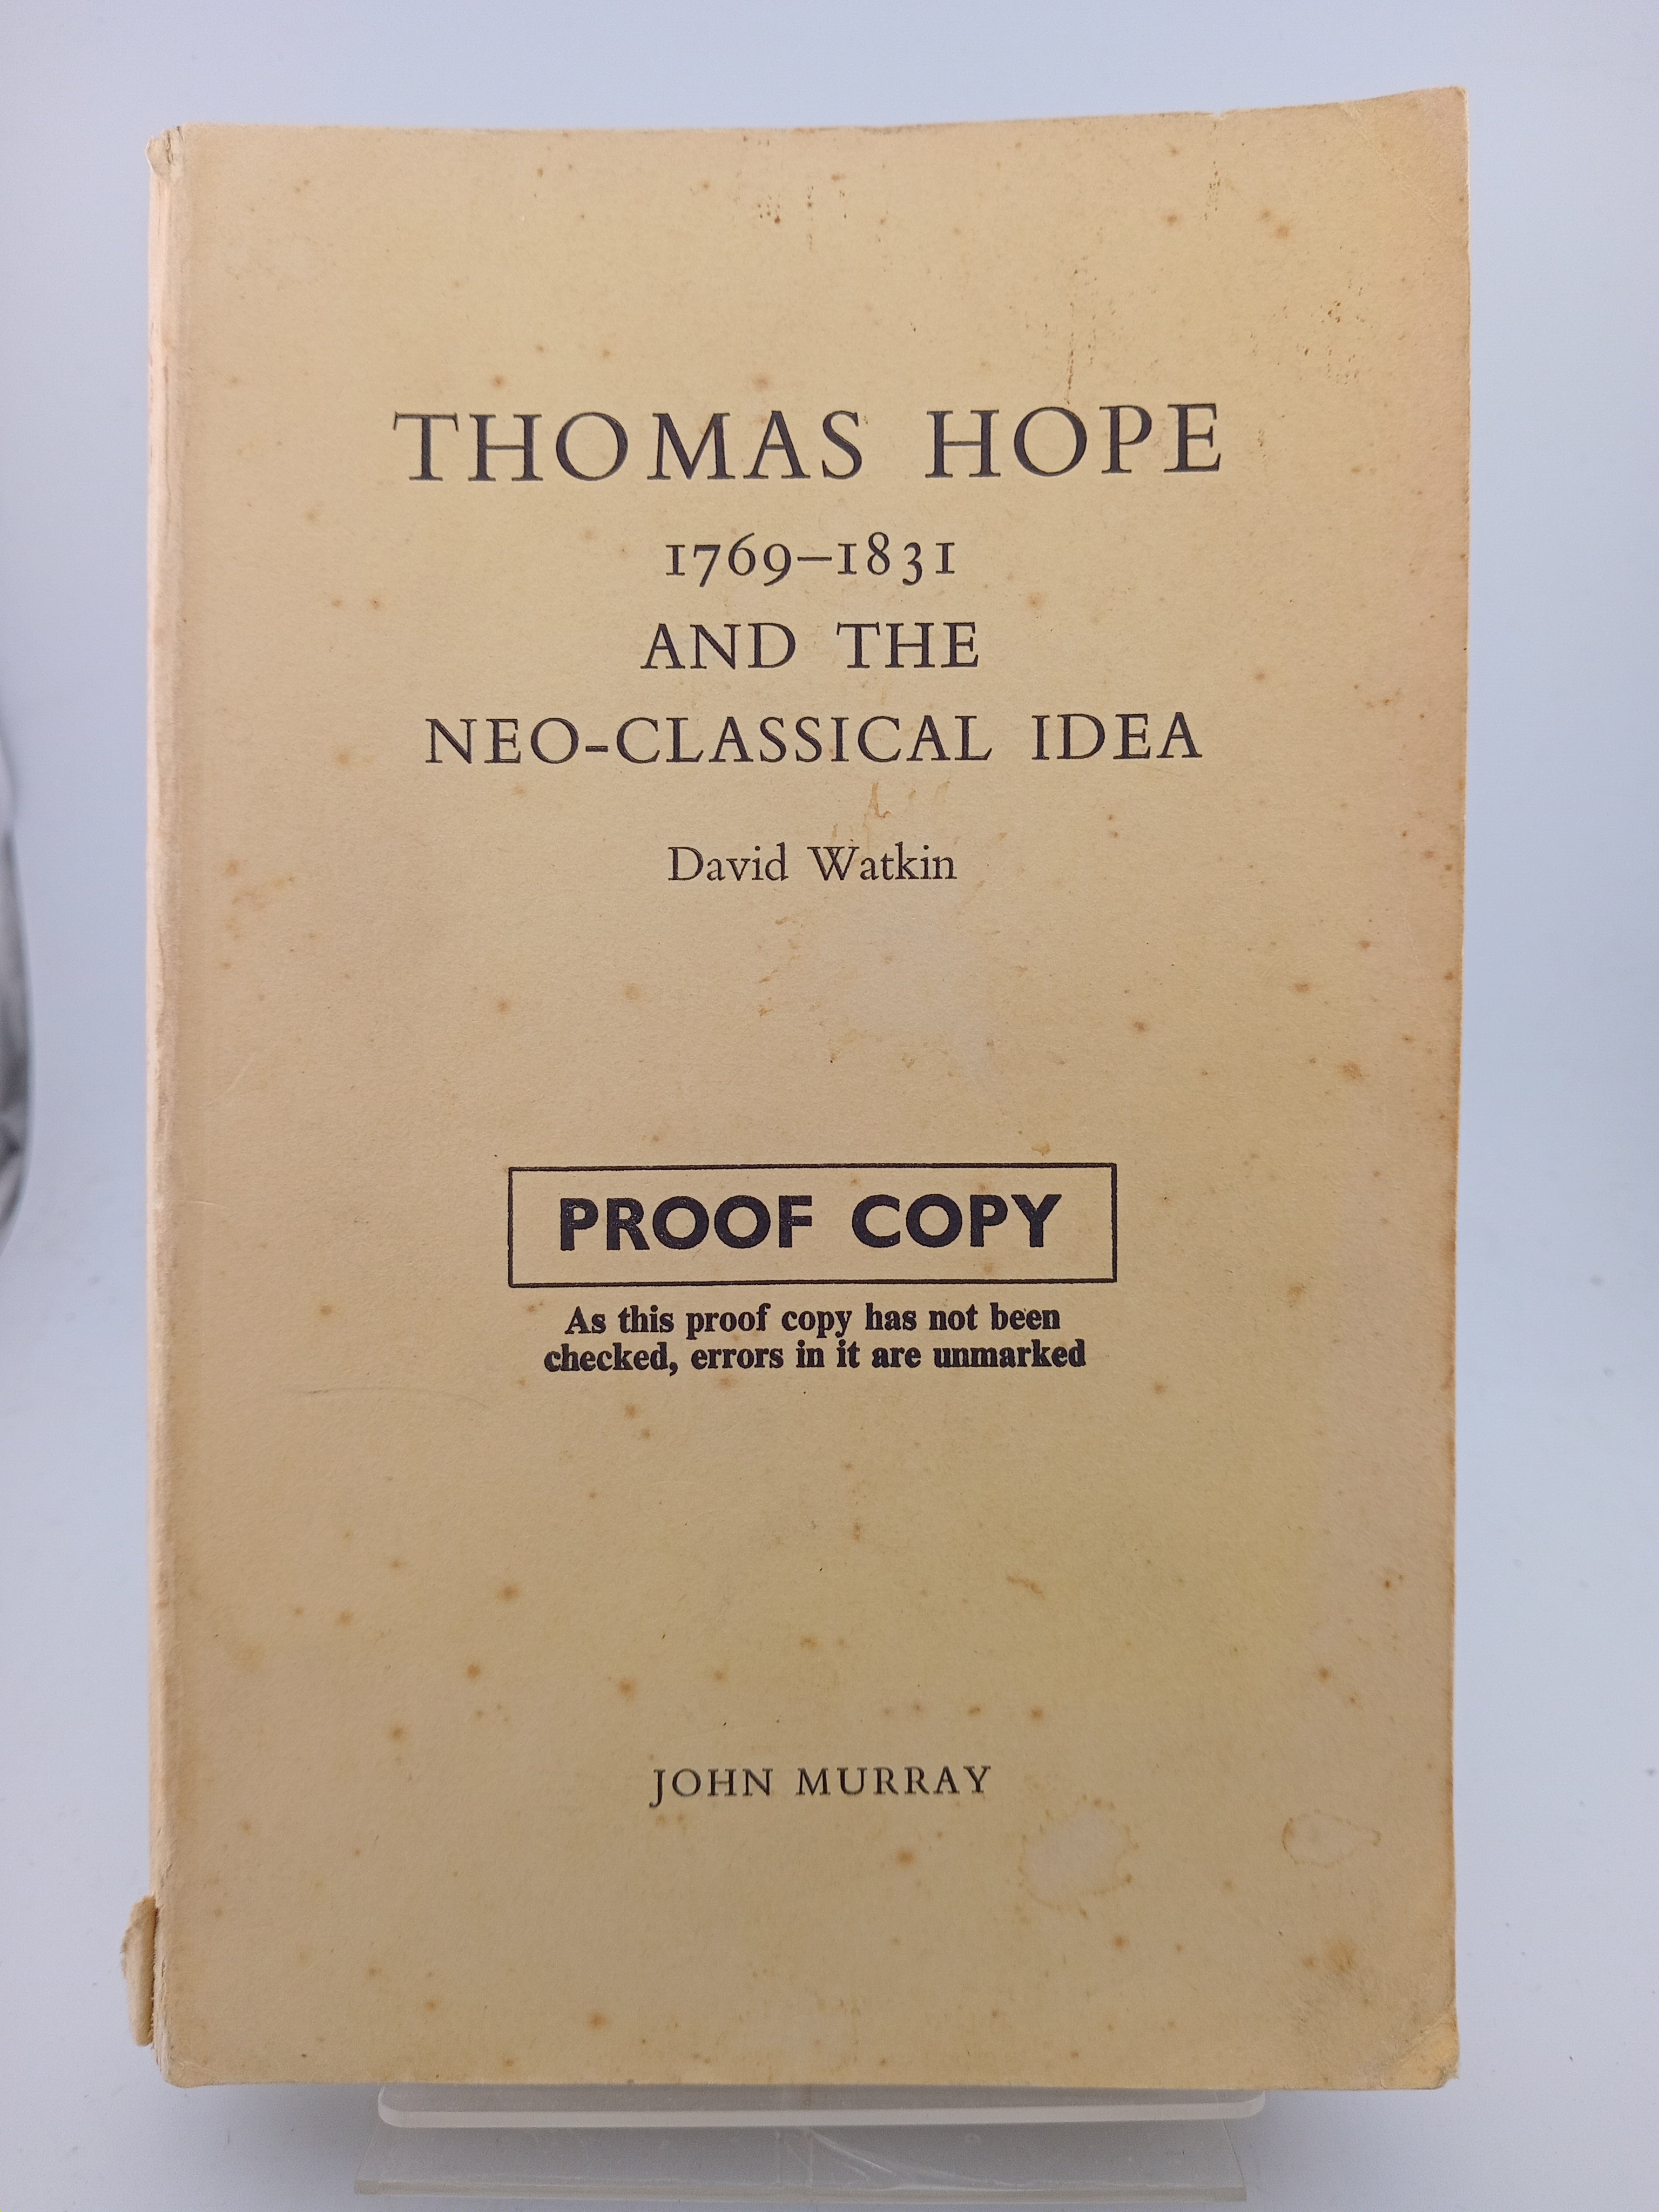 THOMAS HOPE
1769–1831
AND THE
NEO-CLASSICAL IDEA
David Watkin
PROOF COPY
As this proof copy has not been
checked, errors in it are unmarked
JOHN MURRAY